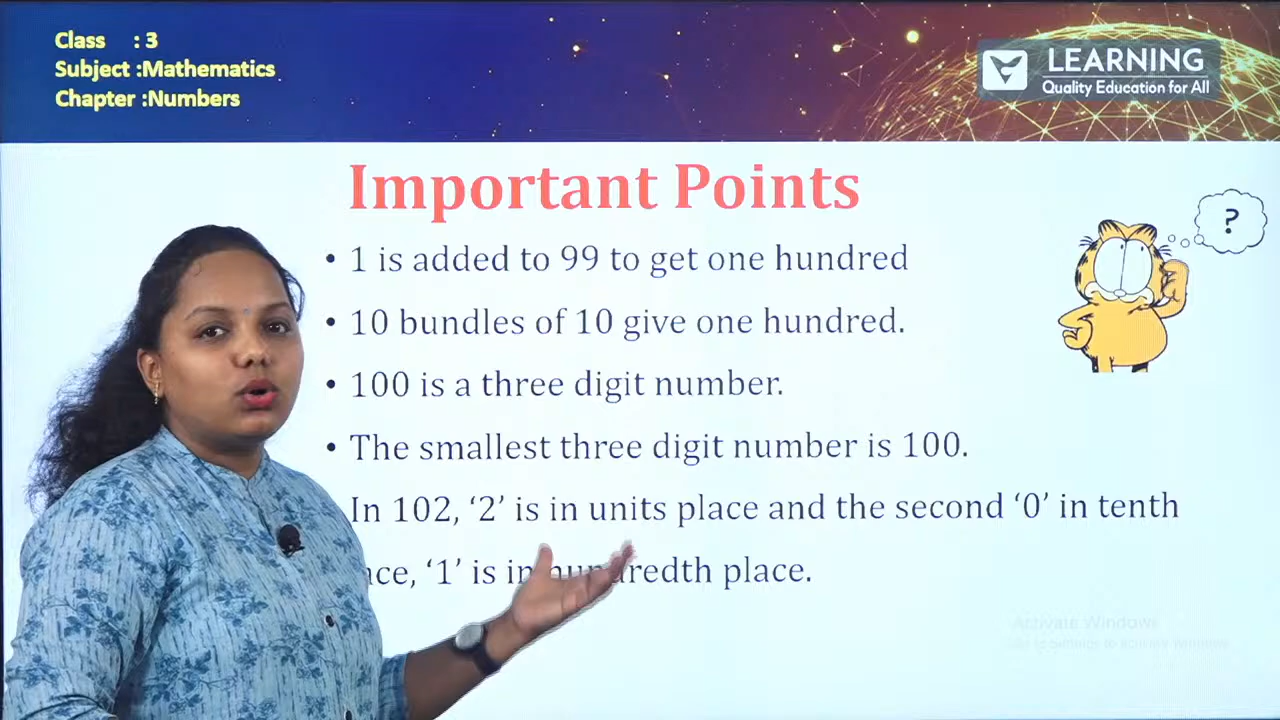 Class : 3
Subject :Mathematics
Chapter :Numbers
LEARNING
Quality Education for All
Important Points
?
• 1 is added to 99 to get one hundred
• 10 bundles of 10 give one hundred.
• 100 is a three digit number.
• The smallest three digit number is 100.
In 102, ‘2’ is in units place and the second ‘0’ in tenth
‘1’ is in hundredth place.
Activate Windows